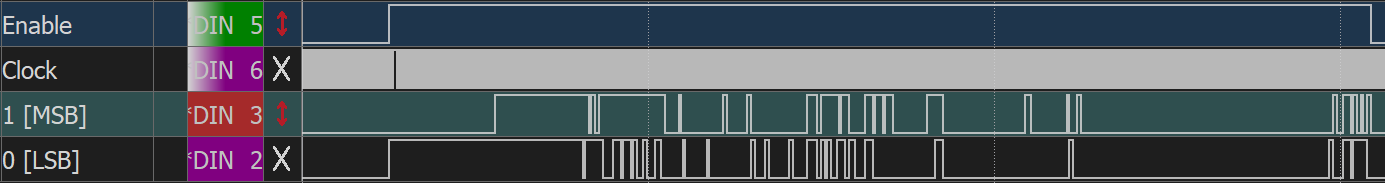 Enable DIN 5
Clock DIN 6 X
1 [MSB] *DIN 3
0 [LSB] *DIN 2 X